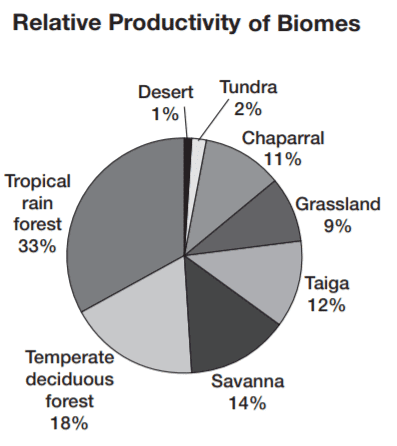 Relative Productivity of Biomes
Desert
1%
Tundra
2%
Chaparral
11%
Grassland
9%
Taiga
12%
Savanna
14%
Temperate
deciduous
forest
18%
Tropical
rain
forest
33%